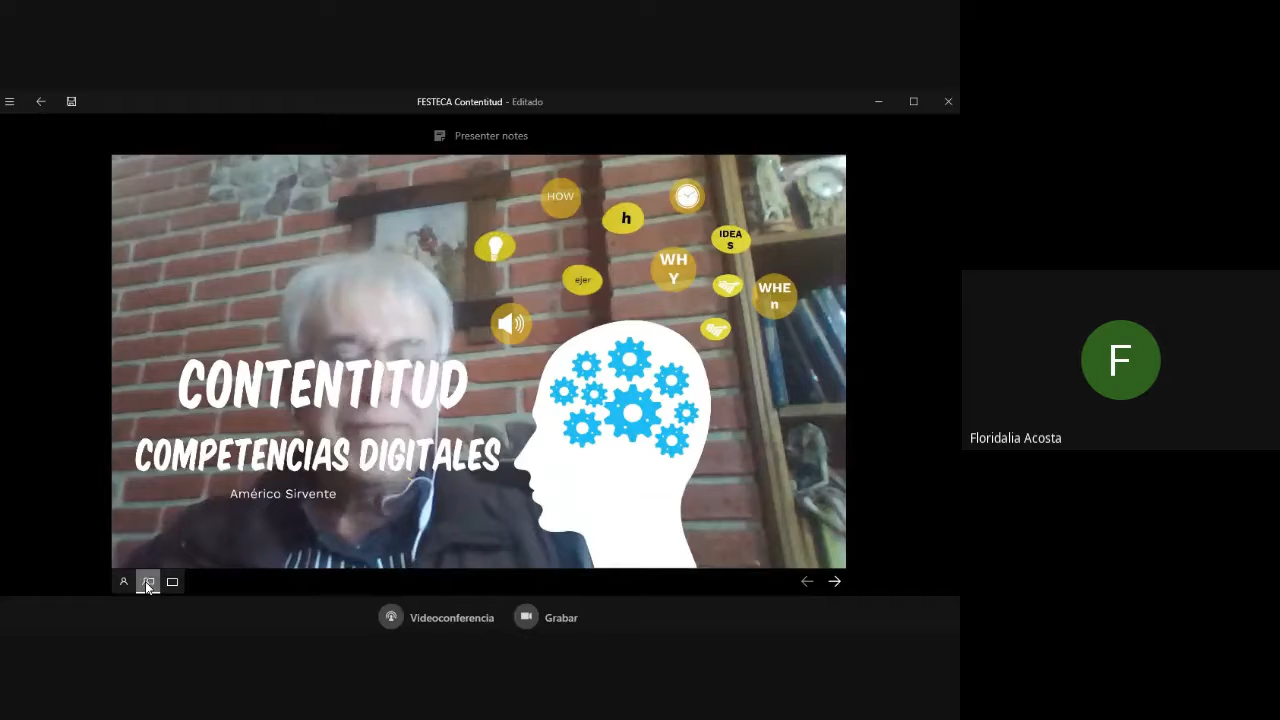 FESTECA Contentitud - Editado
Presenter notes
HOW
h
IDEA
S
WH
Y
ejer
WHE
n
CONTENTITUD
COMPETENCIAS DIGITALES
Américo Sirvente
F
Floridalia Acosta
Videoconferencia
Grabar